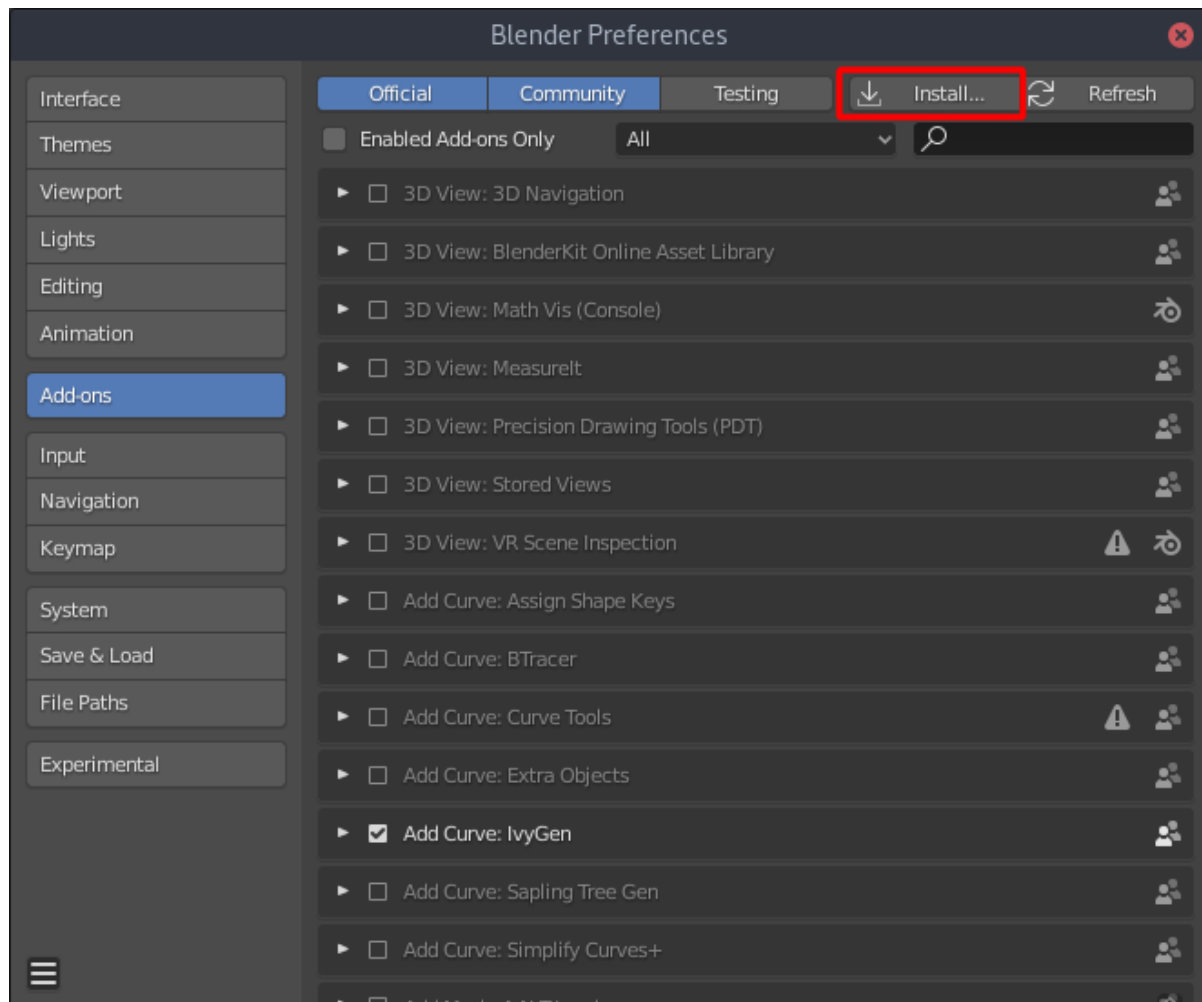 Blender Preferences
Interface
Themes
Viewport
Lights
Editing
Animation
Add-ons
Input
Navigation
Keymap
System
Save & Load
File Paths
Experimental
Official Community Testing Install... Refresh
Enabled Add-ons Only All
3D View: 3D Navigation
3D View: BlenderKit Online Asset Library
3D View: Math Vis (Console)
3D View: MeasureIt
3D View: Precision Drawing Tools (PDT)
3D View: Stored Views
3D View: VR Scene Inspection
Add Curve: Assign Shape Keys
Add Curve: BTracer
Add Curve: Curve Tools
Add Curve: Extra Objects
Add Curve: IvyGen
Add Curve: Sapling Tree Gen
Add Curve: Simplify Curves+